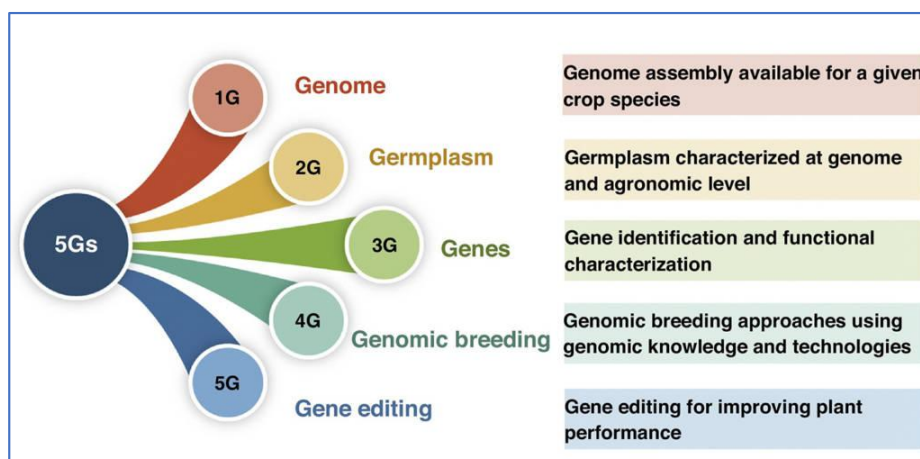 5Gs
1G
Genome
Genome assembly available for a given
crop species
2G
Germplasm
Germplasm characterized at genome
and agronomic level
3G
Genes
Gene identification and functional
characterization
4G
Genomic breeding
Genomic breeding approaches using
genomic knowledge and technologies
5G
Gene editing
Gene editing for improving plant
performance